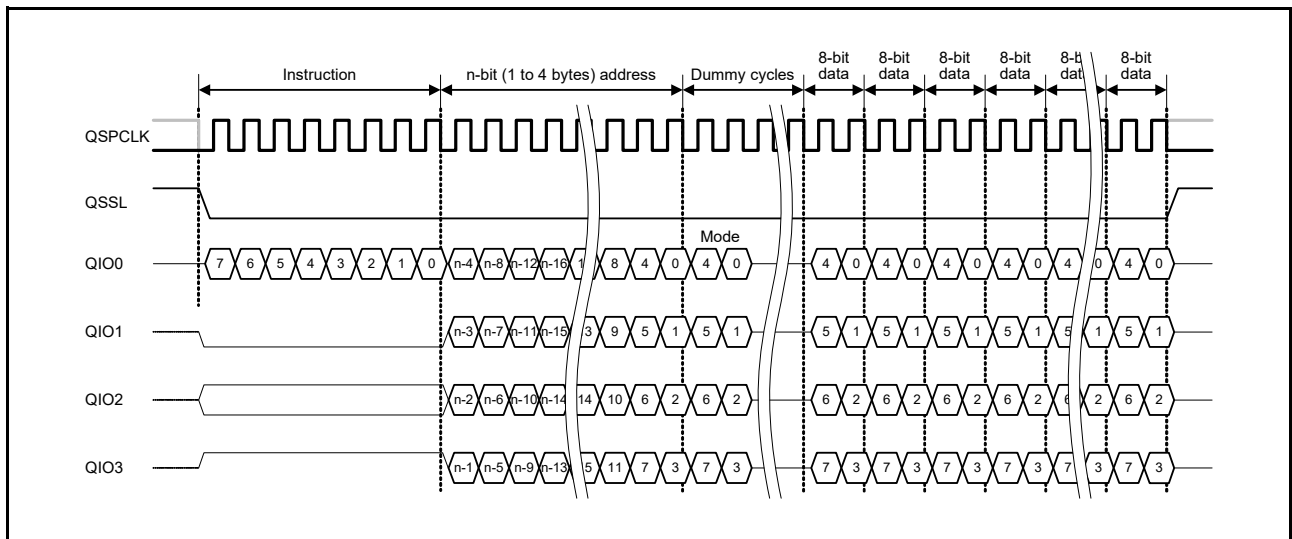 8-bit data 8-bit data 8-bit data 8-bit data 8-bit data
Instruction n-bit (1 to 4 bytes) address Dummy cycles
QSPCLK
QSSL
Mode
QIO0 7 6 5 4 3 2 1 0 n-4 n-8 n-12 n-16 8 4 0 4 0 4 0 4 0 4 0 4 0 4 0 4 0
QIO1 n-3 n-7 n-11 n-15 9 5 1 5 1 5 1 5 1 5 1 5 1 5 1 5 1
QIO2 n-2 n-6 n-10 n-14 14 10 6 2 6 2 6 2 6 2 6 2 6 2 6 2 6 2
QIO3 n-1 n-5 n-9 n-13 11 7 3 7 3 7 3 7 3 7 3 7 3 7 3 7 3